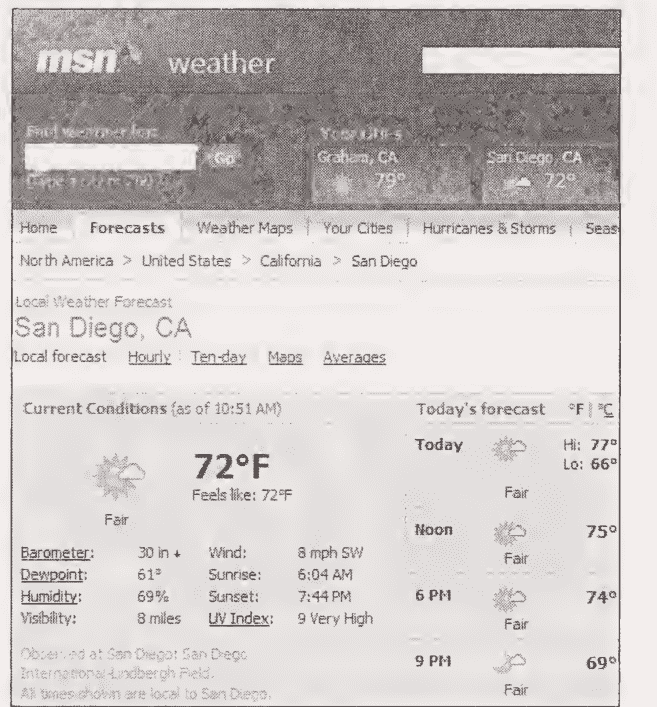 msn weather
Find weather for:
Go
Your Cities
Graham, CA
79°
San Diego, CA
72°
Home | Forecasts | Weather Maps | Your Cities | Hurricanes & Storms | Seas
North America > United States > California > San Diego
Local Weather Forecast
San Diego, CA
Local forecast Hourly Ten-day Maps Averages
Current Conditions (as of 10:51 AM)
72°F
Feels like: 72°F
Fair
Barometer: 30 in ↓ Wind: 8 mph SW
Dewpoint: 61° Sunrise: 6:04 AM
Humidity: 69% Sunset: 7:44 PM
Visibility: 8 miles UV Index: 9 Very High
Observed at San Diego: San Diego
International-Lindbergh Field.
All times shown are local to San Diego.
Today's forecast °F | °C
Today Hi: 77°
Lo: 66°
Fair
Noon 75°
Fair
6 PM 74°
Fair
9 PM 69°
Fair